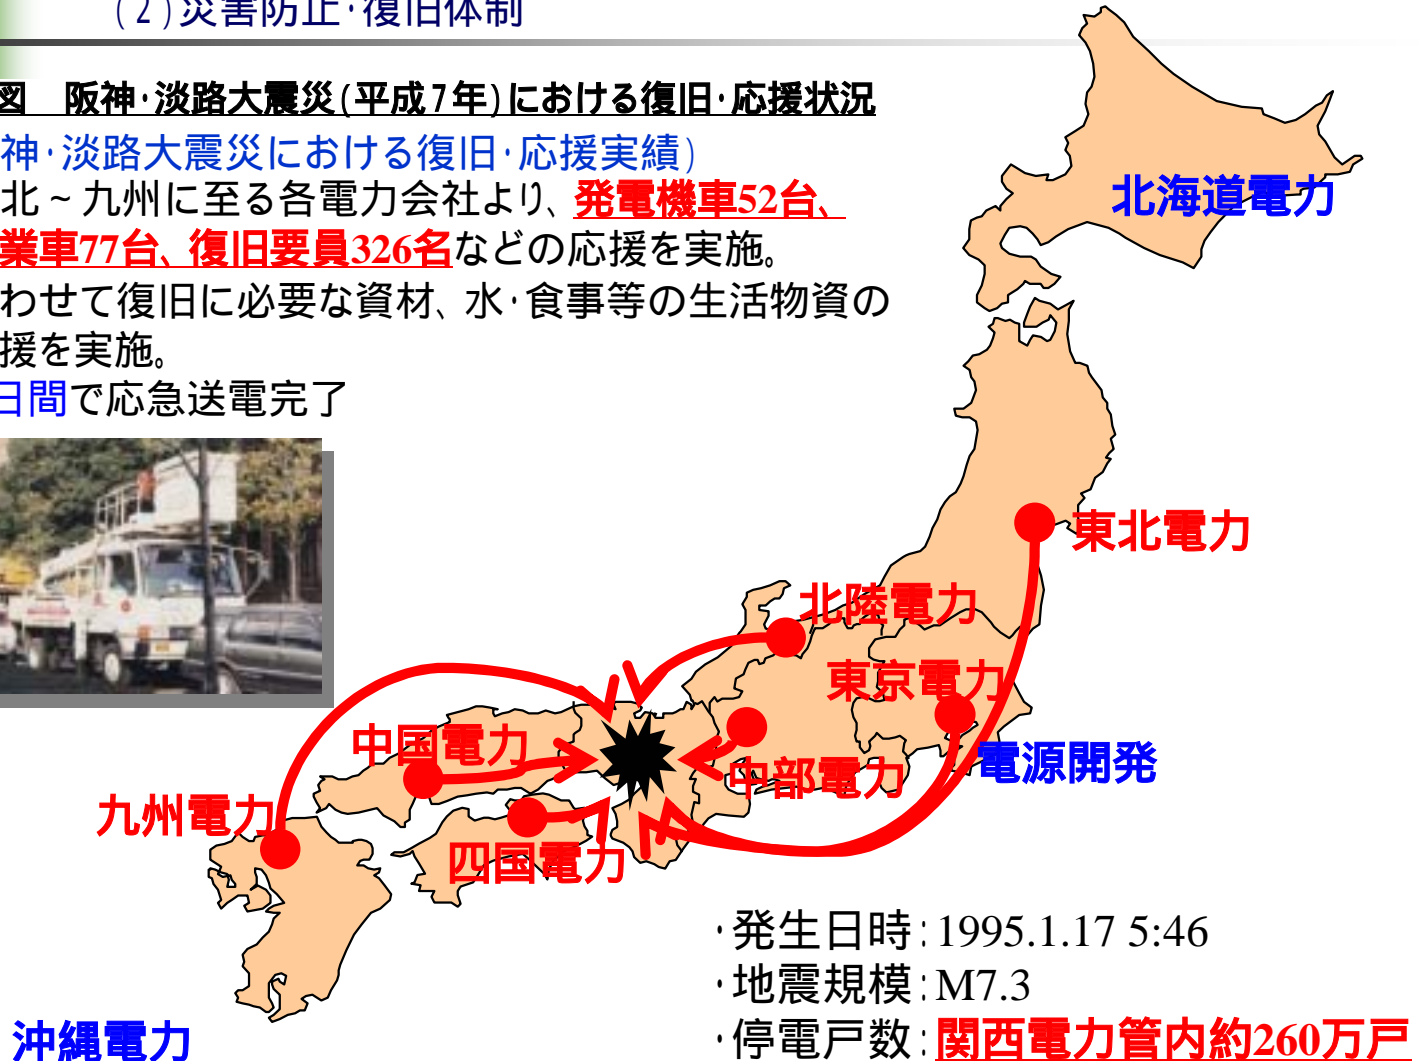 (2)災害防止・復旧体制
図　阪神・淡路大震災(平成7年)における復旧・応援状況
神・淡路大震災における復旧・応援実績)
北～九州に至る各電力会社より、発電機車52台、
業車77台、復旧要員326名などの応援を実施。
わせて復旧に必要な資材、水・食事等の生活物資の
援を実施。
日間で応急送電完了
北海道電力
東北電力
北陸電力
東京電力
中国電力
電源開発
中部電力
九州電力
四国電力
・発生日時：1995.1.17 5:46
・地震規模：M7.3
・停電戸数：関西電力管内約260万戸
沖縄電力